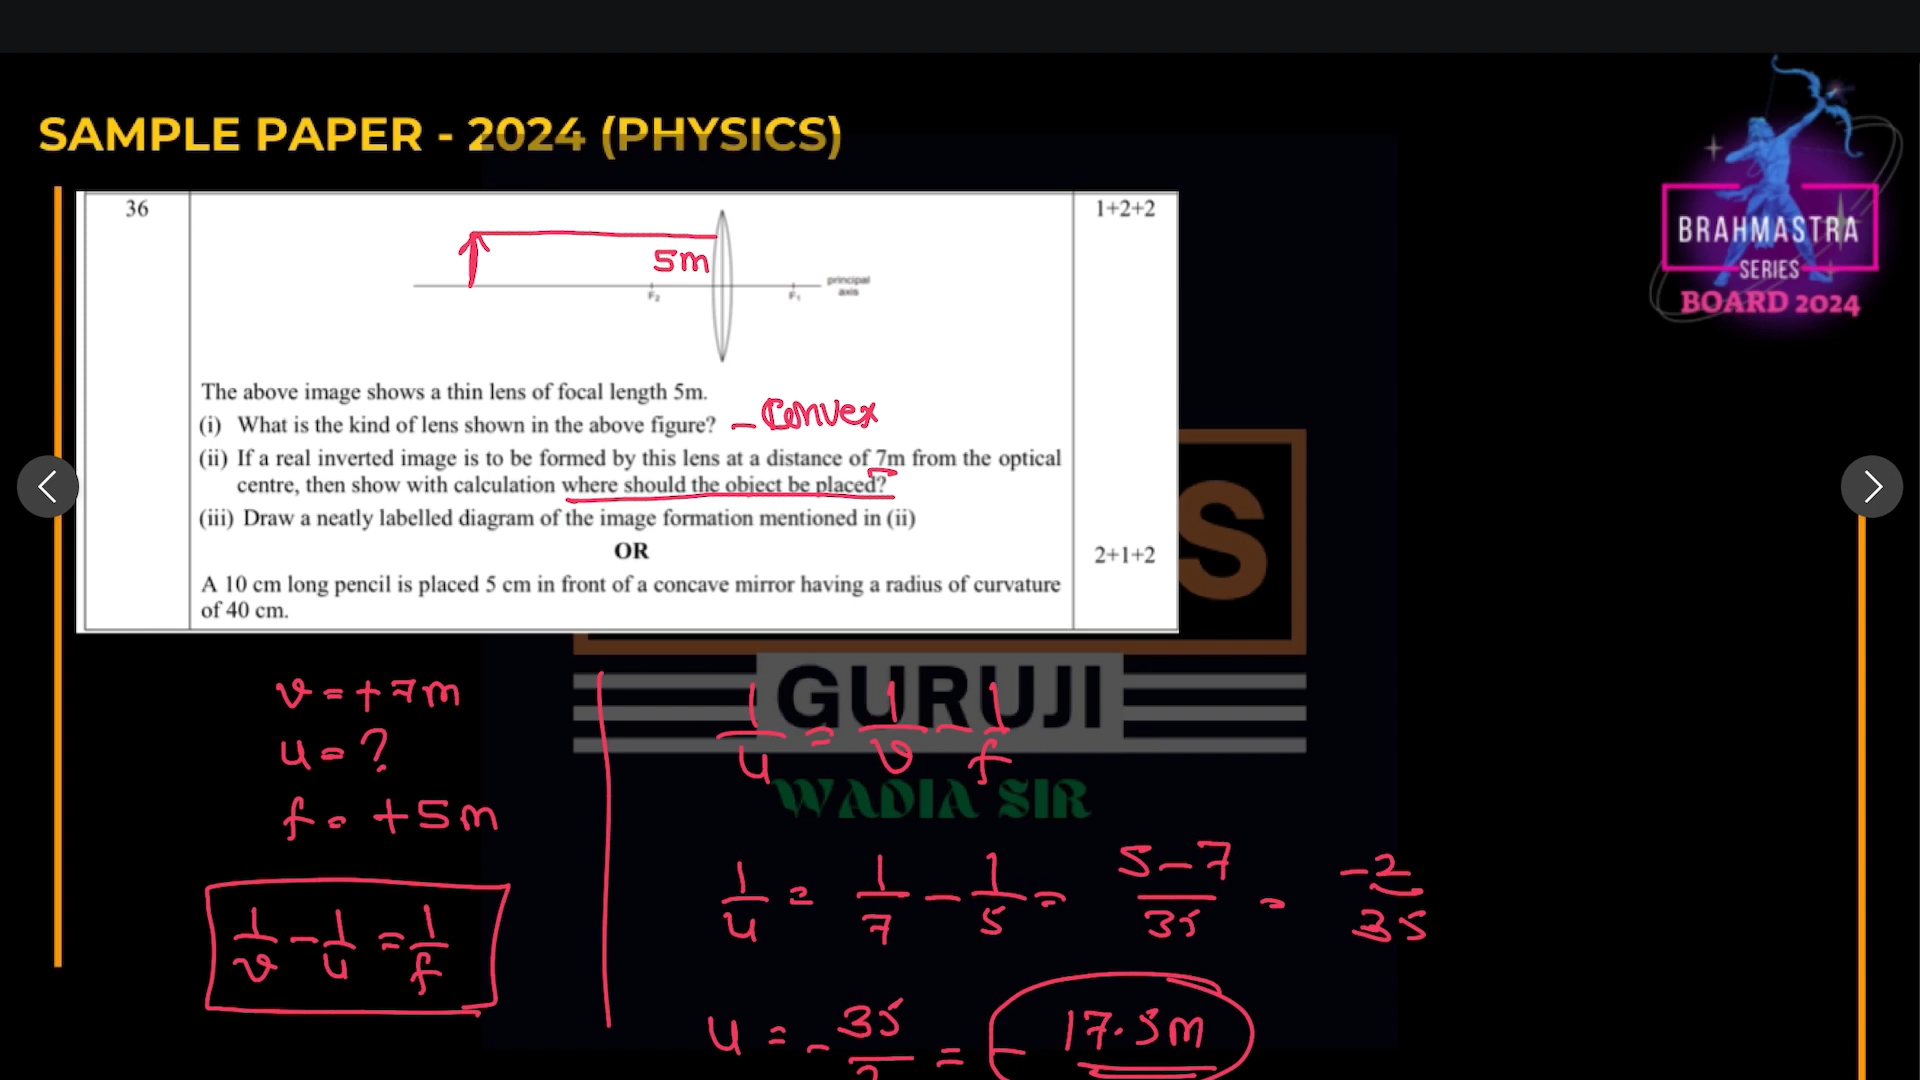 SAMPLE PAPER - 2024 (PHYSICS)
BRAHMASTRA
SERIES
BOARD 2024
36
1+2+2
5m
principal
axis
F2
F1
The above image shows a thin lens of focal length 5m.
(i) What is the kind of lens shown in the above figure? – Convex
(ii) If a real inverted image is to be formed by this lens at a distance of 7m from the optical
centre, then show with calculation where should the object be placed?
(iii) Draw a neatly labelled diagram of the image formation mentioned in (ii)
OR
2+1+2
A 10 cm long pencil is placed 5 cm in front of a concave mirror having a radius of curvature
of 40 cm.
S
GURUJI
WADIA SIR
v = +7m
u = ?
f = +5m
1/v - 1/u = 1/f
1/u = 1/v - 1/f
1/u = 1/7 - 1/5 = 5-7/35 = -2/35
u = -35/2 = -17.5m